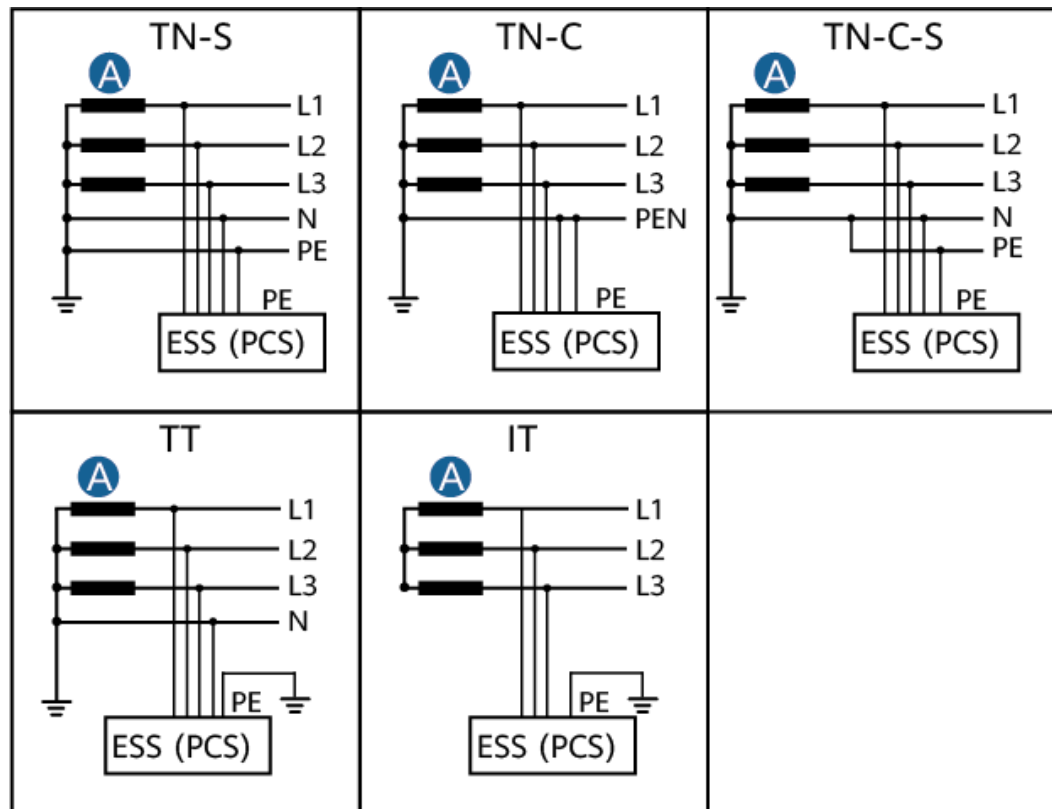 TN-S
A
L1
L2
L3
N
PE
PE
ESS (PCS)
TN-C
A
L1
L2
L3
PEN
PE
ESS (PCS)
TN-C-S
A
L1
L2
L3
N
PE
PE
ESS (PCS)
TT
A
L1
L2
L3
N
PE
ESS (PCS)
IT
A
L1
L2
L3
PE
ESS (PCS)